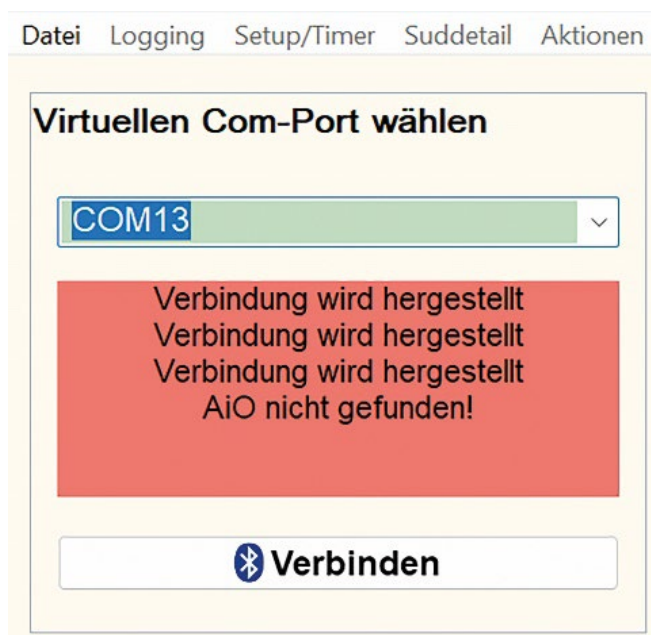 Datei Logging Setup/Timer Suddetail Aktionen
Virtuellen Com-Port wählen
COM13
Verbindung wird hergestellt
Verbindung wird hergestellt
Verbindung wird hergestellt
AiO nicht gefunden!
Verbinden